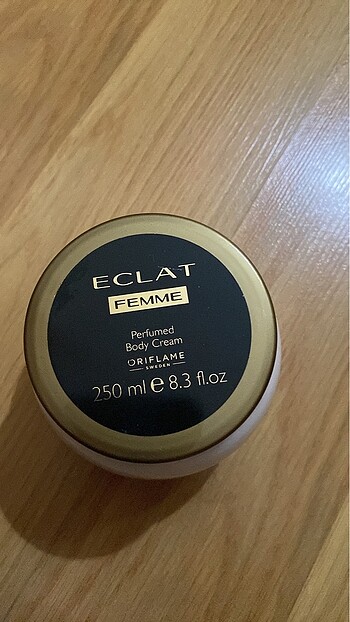 ECLAT
FEMME
Perfumed
Body Cream
ORIFLAME
SWEDEN
250 ml e 8.3 fl.oz